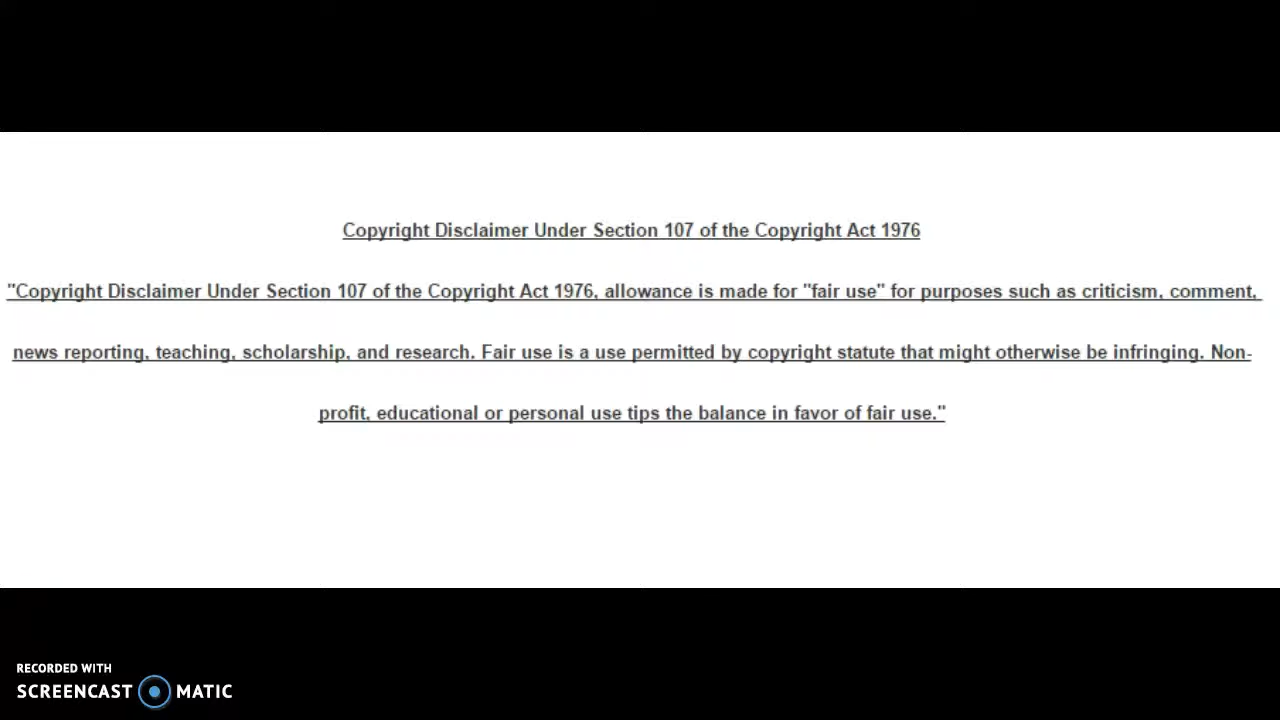 Copyright Disclaimer Under Section 107 of the Copyright Act 1976
"Copyright Disclaimer Under Section 107 of the Copyright Act 1976, allowance is made for "fair use" for purposes such as criticism, comment,
news reporting, teaching, scholarship, and research. Fair use is a use permitted by copyright statute that might otherwise be infringing. Non-
profit, educational or personal use tips the balance in favor of fair use."
RECORDED WITH
SCREENCAST MATIC